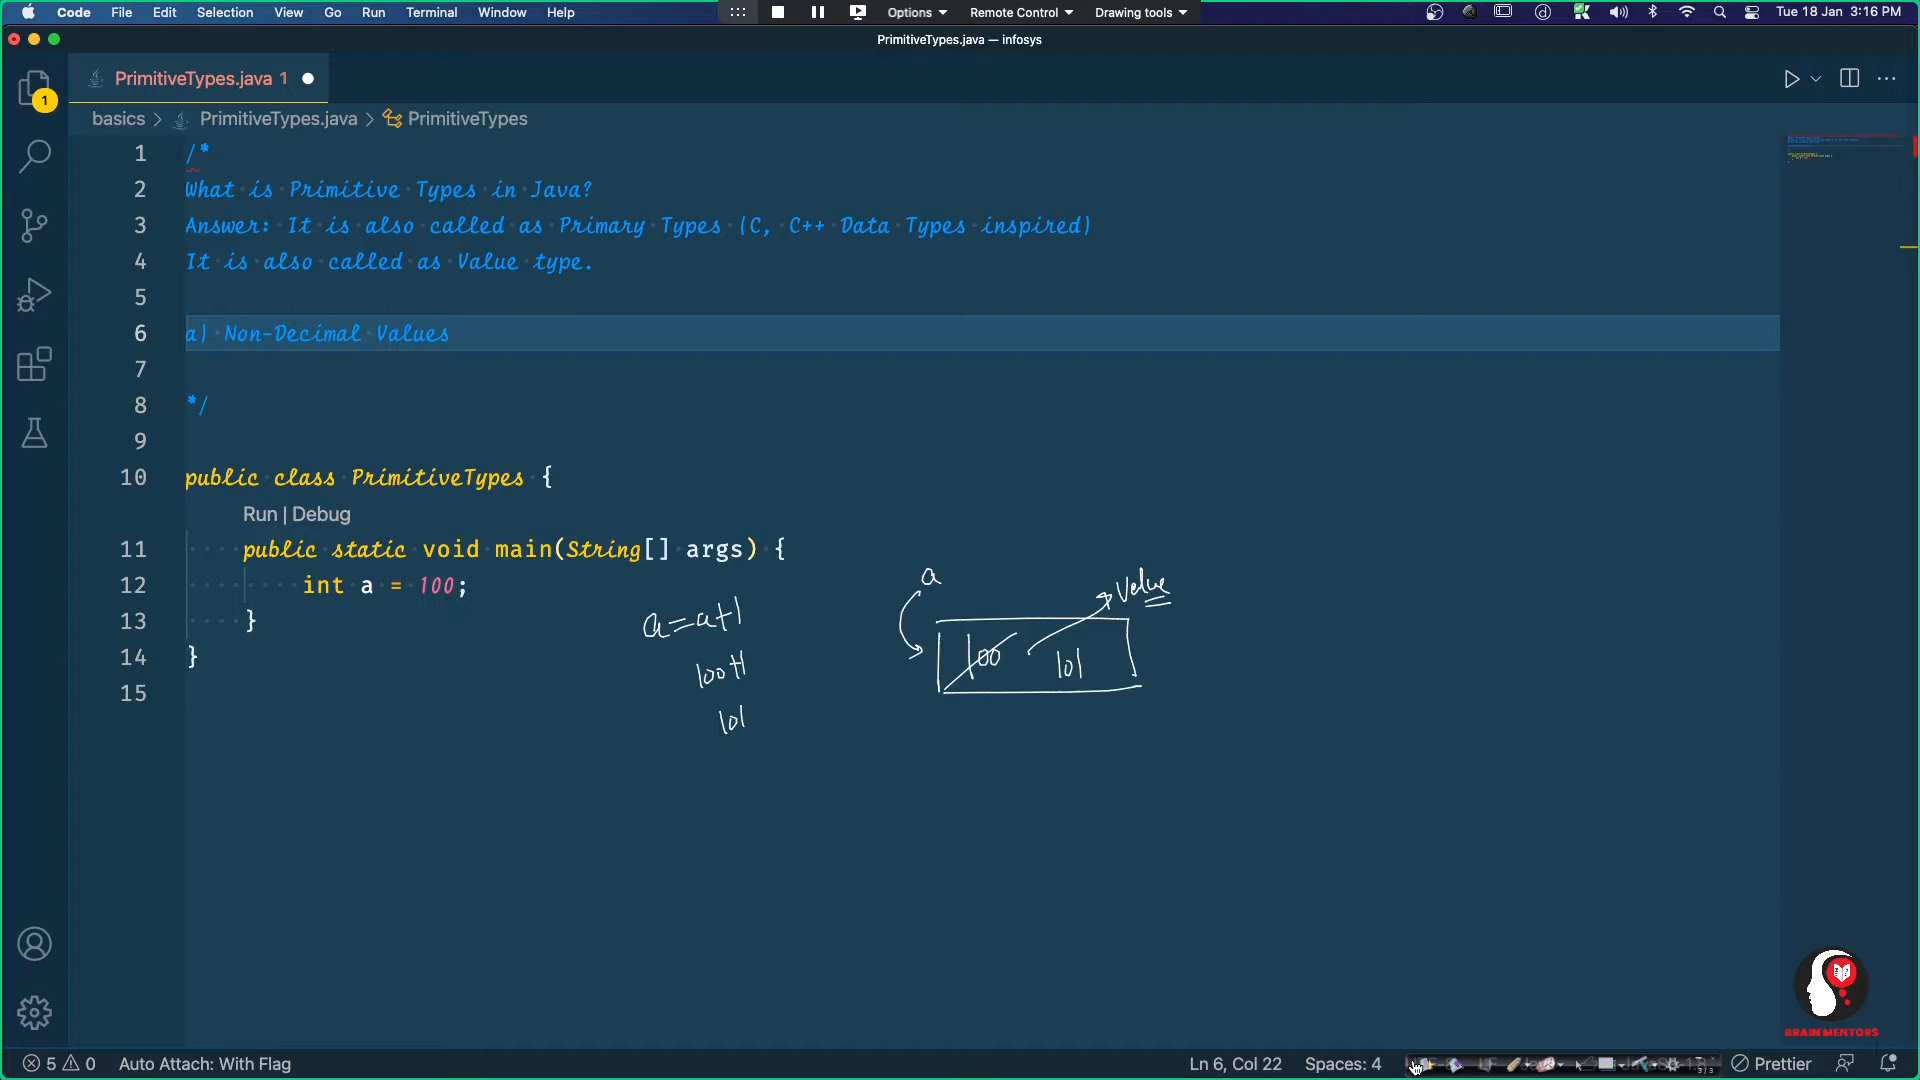 Code File Edit Selection View Go Run Terminal Window Help Options Remote Control Drawing tools Tue 18 Jan 3:16 PM
PrimitiveTypes.java — infosys
PrimitiveTypes.java 1
1
basics > PrimitiveTypes.java > PrimitiveTypes
1 /*
2 What is Primitive Types in Java?
3 Answer: It is also called as Primary Types (C, C++ Data Types inspired)
4 It is also called as Value type.
5
6 a) Non-Decimal Values
7
8 */
9
10 public class PrimitiveTypes {
Run | Debug
11 public static void main(String[] args) {
12 int a = 100;
13 }
14 }
15
a=a+1
100+1
101
a
Value
100 101
BRAIN MENTORS
5 0 Auto Attach: With Flag Ln 6, Col 22 Spaces: 4 Prettier